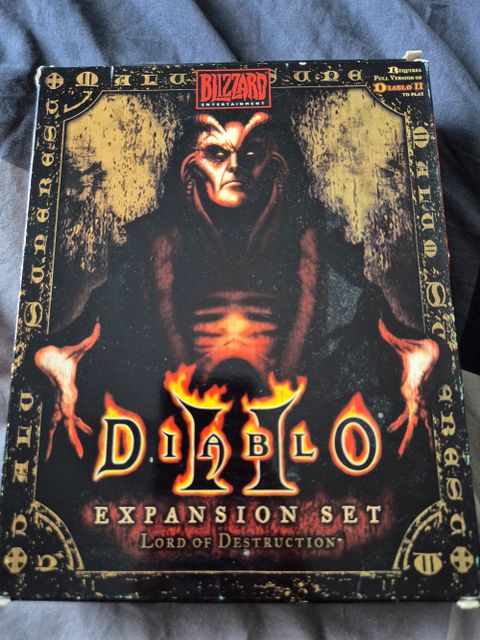 BLIZZARD
ENTERTAINMENT
REQUIRES
FULL VERSION OF
DIABLO II
TO PLAY
DIABLO
II
EXPANSION SET
LORD OF DESTRUCTION